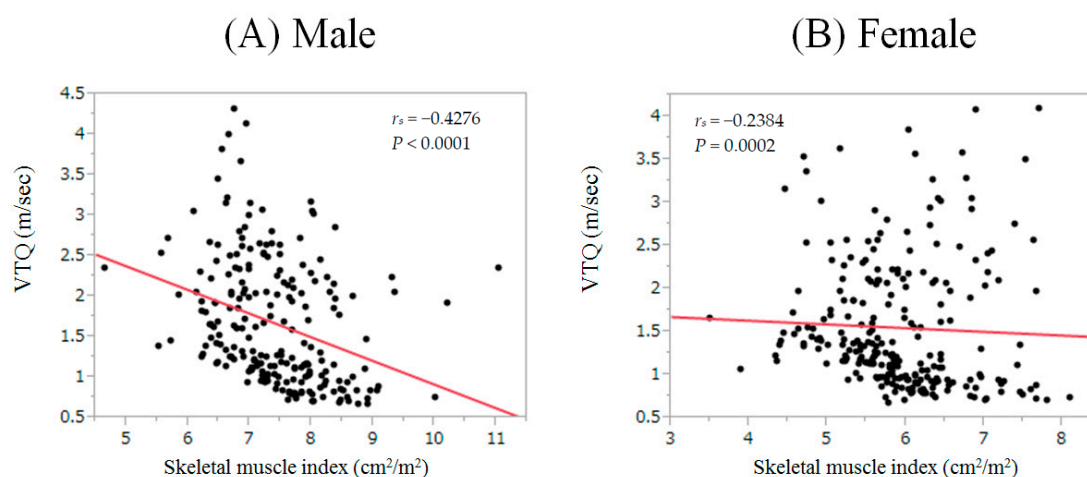 (A) Male
(B) Female
4.5
4
3.5
3
2.5
2
1.5
1
0.5
VTQ (m/sec)
rₛ = −0.4276
P < 0.0001
5 6 7 8 9 10 11
Skeletal muscle index (cm²/m²)
4
3.5
3
2.5
2
1.5
1
0.5
VTQ (m/sec)
rₛ = −0.2384
P = 0.0002
3 4 5 6 7 8
Skeletal muscle index (cm²/m²)